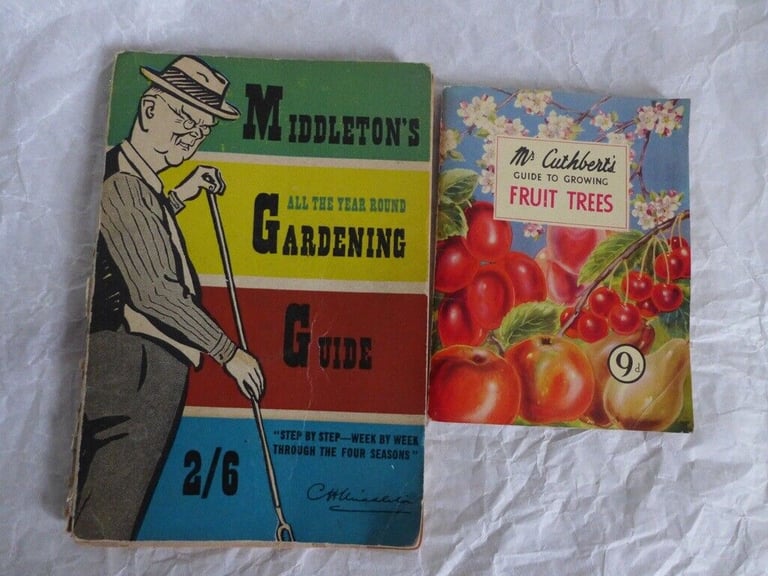 MIDDLETON'S
ALL THE YEAR ROUND
GARDENING
GUIDE
"STEP BY STEP—WEEK BY WEEK
THROUGH THE FOUR SEASONS"
2/6
C H Middleton
Mr Cuthbert's
GUIDE TO GROWING
FRUIT TREES
9d